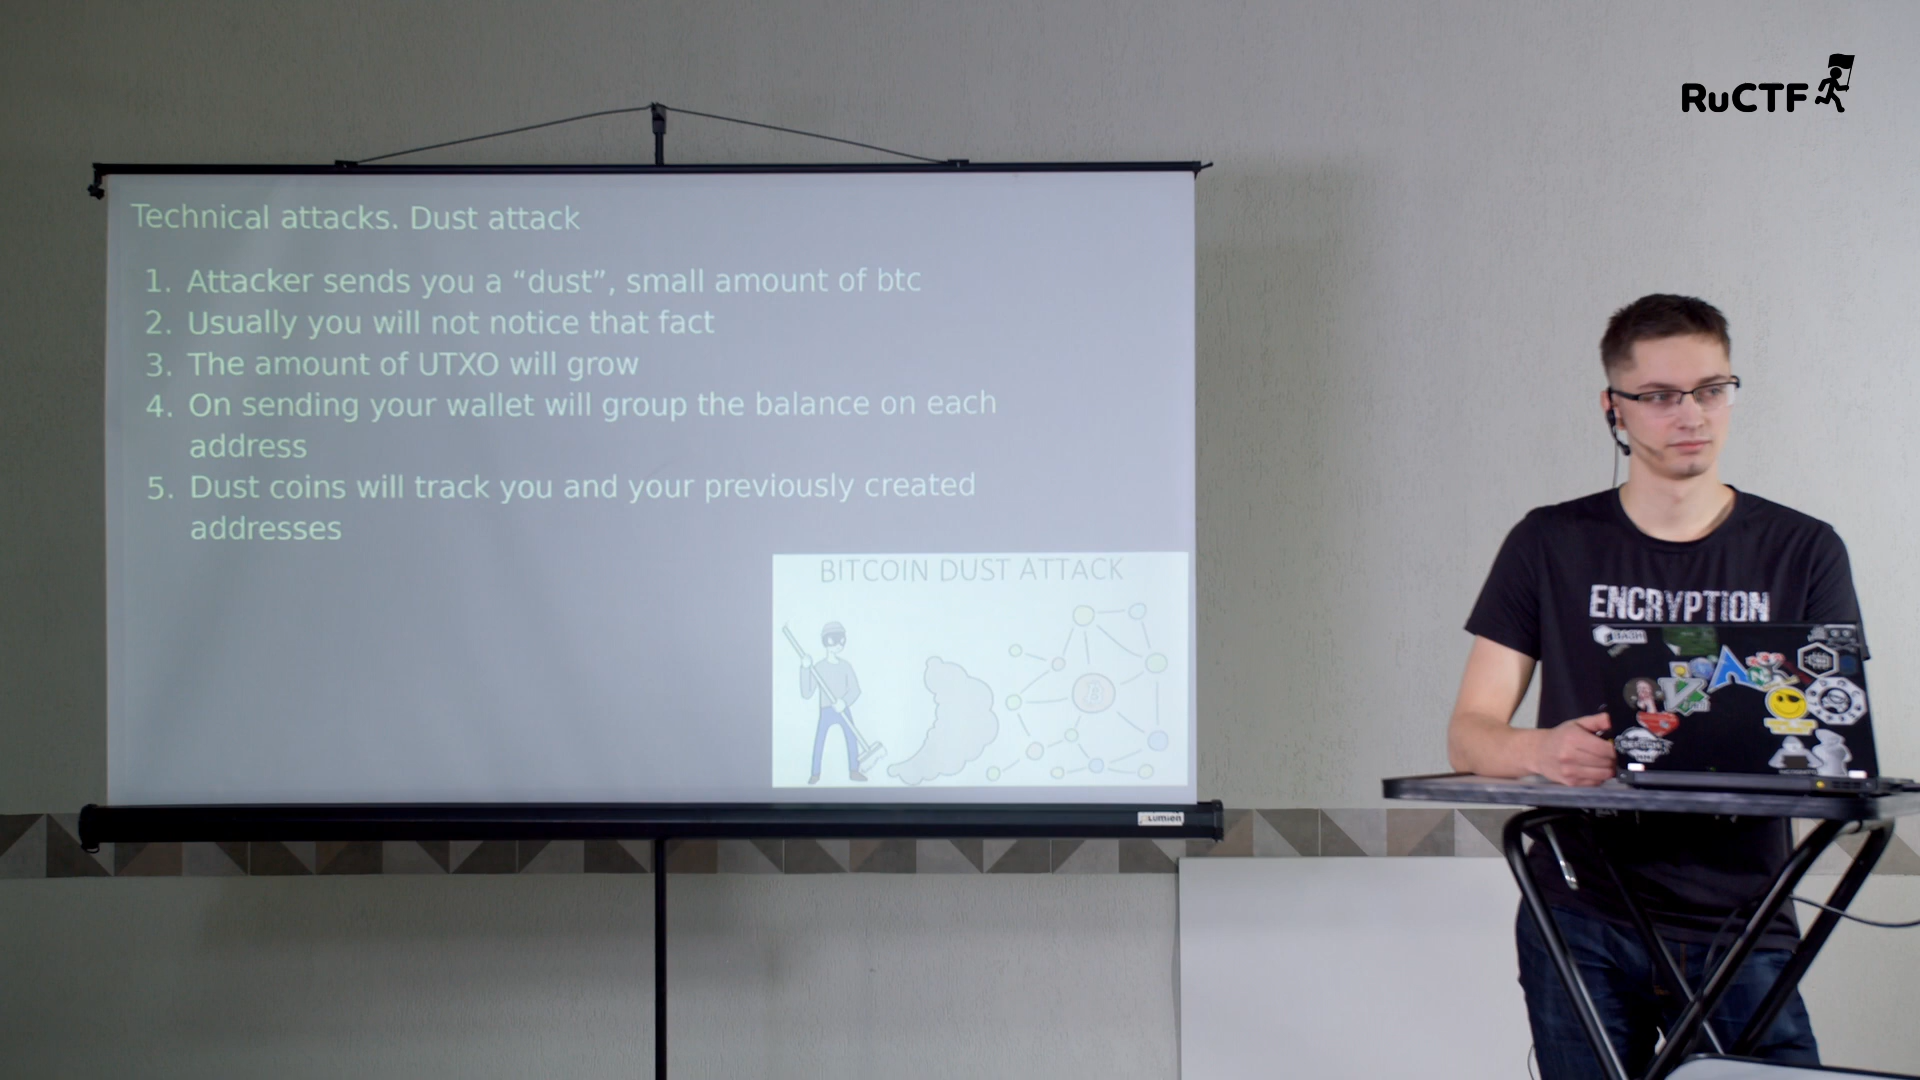 RuCTF
Technical attacks. Dust attack
1. Attacker sends you a “dust”, small amount of btc
2. Usually you will not notice that fact
3. The amount of UTXO will grow
4. On sending your wallet will group the balance on each
address
5. Dust coins will track you and your previously created
addresses
BITCOIN DUST ATTACK
B
Lumien
ENCRYPTION
BASH